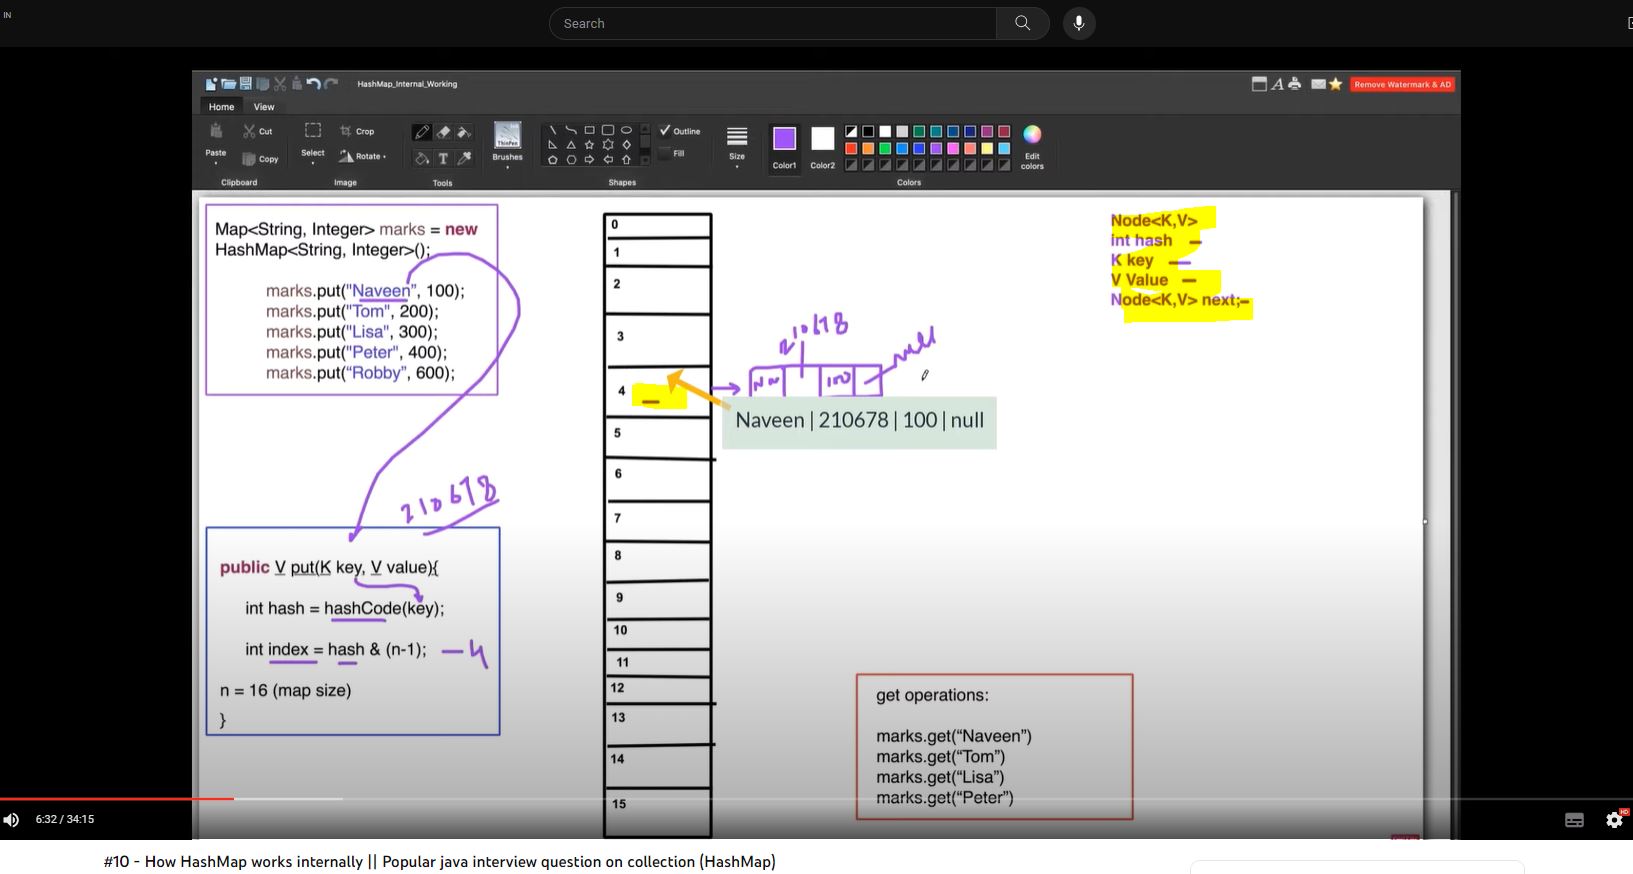 IN
Search
HashMap_Internal_Working
Remove Watermark & AD
Home View
Paste
Cut
Copy
Clipboard
Select
Crop
Rotate
Image
Tools
ThinPen
Brushes
Outline
Fill
Shapes
Size
Color1
Color2
Edit
colors
Colors
Map<String, Integer> marks = new
HashMap<String, Integer>();
marks.put("Naveen", 100);
marks.put("Tom", 200);
marks.put("Lisa", 300);
marks.put("Peter", 400);
marks.put("Robby", 600);
210678
public V put(K key, V value){
int hash = hashCode(key);
int index = hash & (n-1); — 4
n = 16 (map size)
}
0
1
2
3
4
5
6
7
8
9
10
11
12
13
14
15
210678
100
null
Naveen | 210678 | 100 | null
Node<K,V>
int hash
K key
V Value
Node<K,V> next;
get operations:
marks.get(“Naveen”)
marks.get(“Tom”)
marks.get(“Lisa”)
marks.get(“Peter”)
6:32 / 34:15
HD
#10 - How HashMap works internally || Popular java interview question on collection (HashMap)